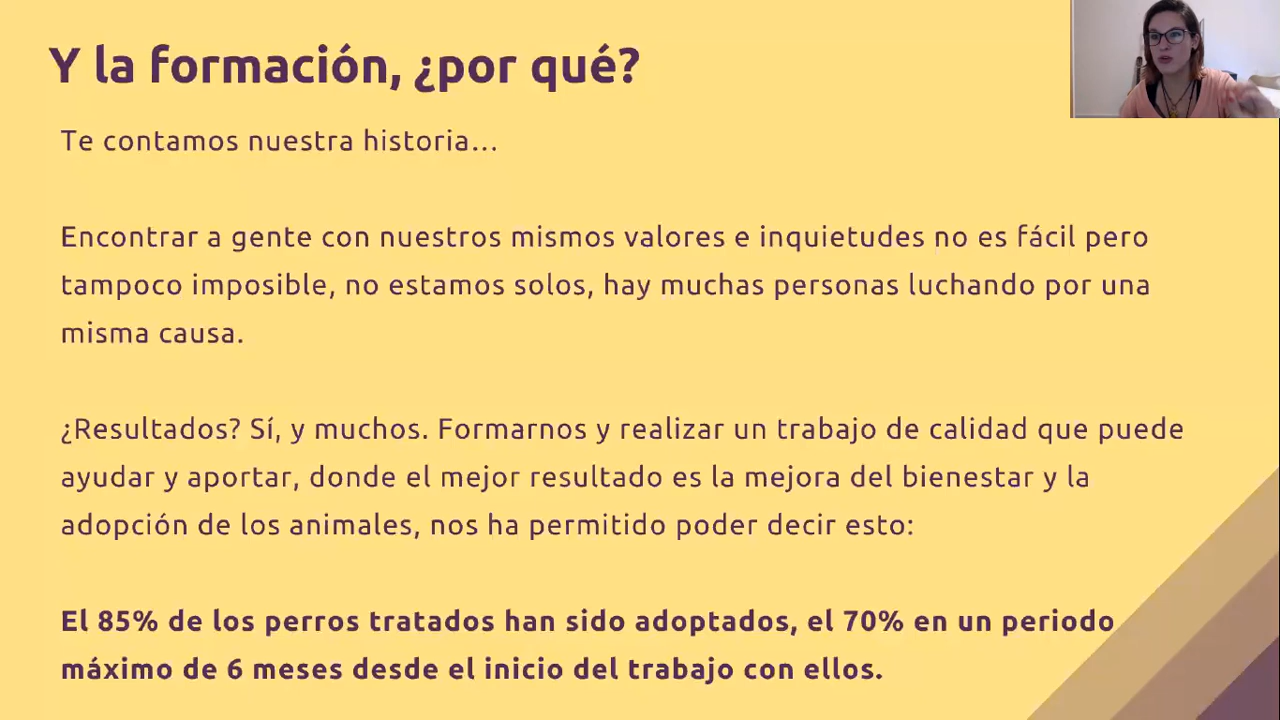 Y la formación, ¿por qué?
Te contamos nuestra historia...
Encontrar a gente con nuestros mismos valores e inquietudes no es fácil pero
tampoco imposible, no estamos solos, hay muchas personas luchando por una
misma causa.
¿Resultados? Sí, y muchos. Formarnos y realizar un trabajo de calidad que puede
ayudar y aportar, donde el mejor resultado es la mejora del bienestar y la
adopción de los animales, nos ha permitido poder decir esto:
El 85% de los perros tratados han sido adoptados, el 70% en un periodo
máximo de 6 meses desde el inicio del trabajo con ellos.